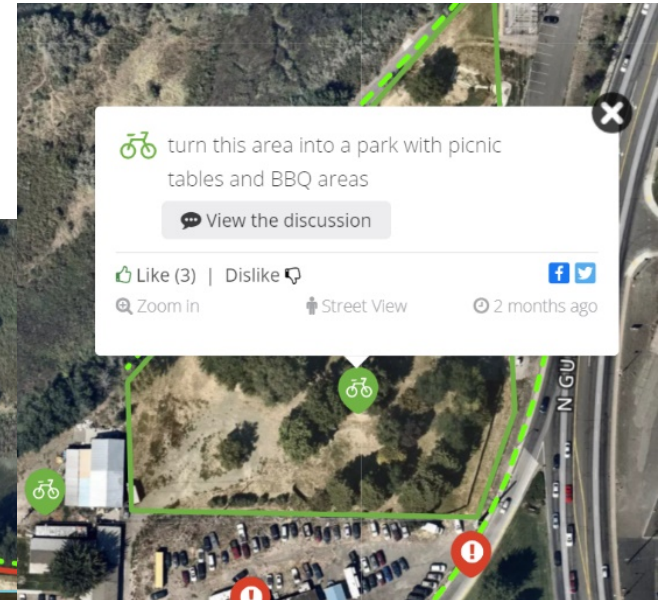 turn this area into a park with picnic
tables and BBQ areas
View the discussion
Like (3) | Dislike
Zoom in Street View 2 months ago
N GU